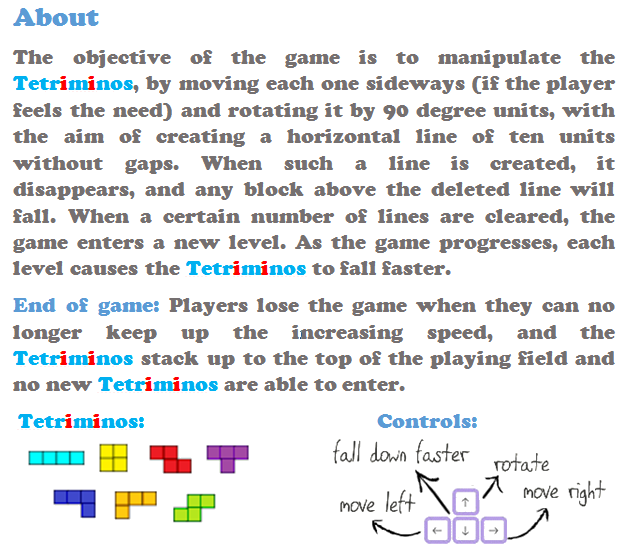 About
The objective of the game is to manipulate the
Tetriminos, by moving each one sideways (if the player
feels the need) and rotating it by 90 degree units, with
the aim of creating a horizontal line of ten units
without gaps. When such a line is created, it
disappears, and any block above the deleted line will
fall. When a certain number of lines are cleared, the
game enters a new level. As the game progresses, each
level causes the Tetriminos to fall faster.
End of game: Players lose the game when they can no
longer keep up the increasing speed, and the
Tetriminos stack up to the top of the playing field and
no new Tetriminos are able to enter.
Tetriminos:
Controls:
fall down faster
rotate
move left
move right
↑
← ↓ →